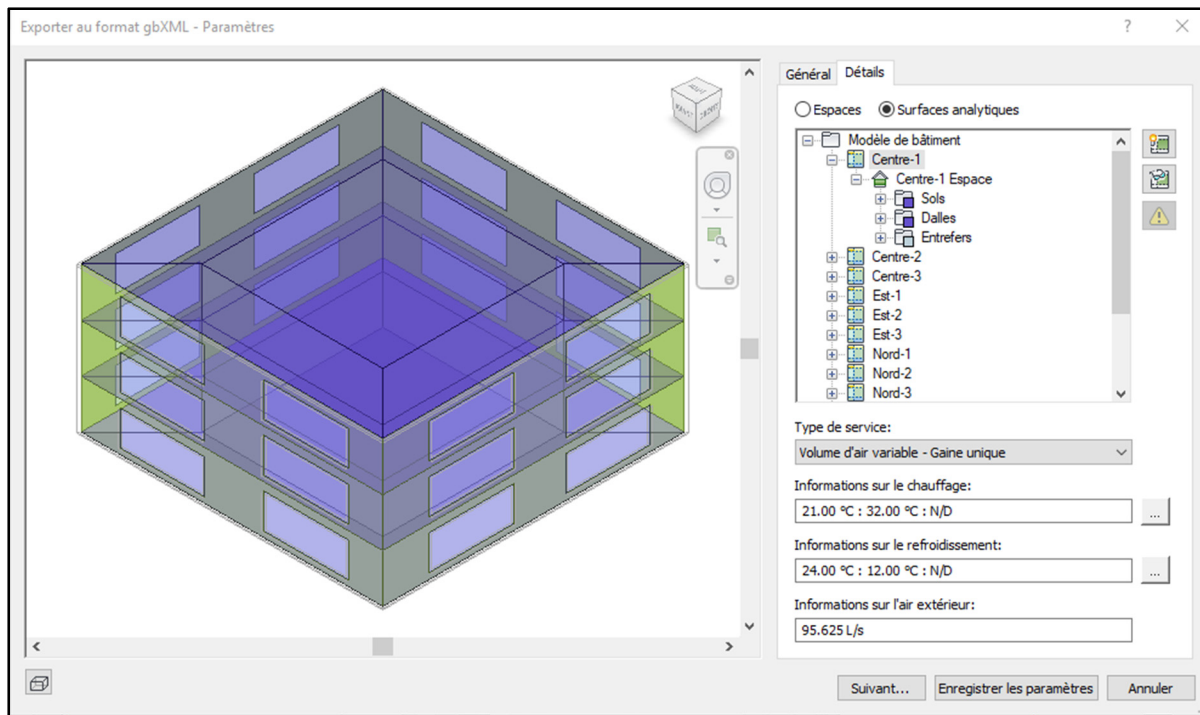 Exporter au format gbXML - Paramètres
?
Général
Détails
Espaces
Surfaces analytiques
Modèle de bâtiment
Centre-1
Centre-1 Espace
Sols
Dalles
Entrefers
Centre-2
Centre-3
Est-1
Est-2
Est-3
Nord-1
Nord-2
Nord-3
Type de service:
Volume d'air variable - Gaine unique
Informations sur le chauffage:
21.00 °C : 32.00 °C : N/D
...
Informations sur le refroidissement:
24.00 °C : 12.00 °C : N/D
...
Informations sur l'air extérieur:
95.625 L/s
Suivant...
Enregistrer les paramètres
Annuler